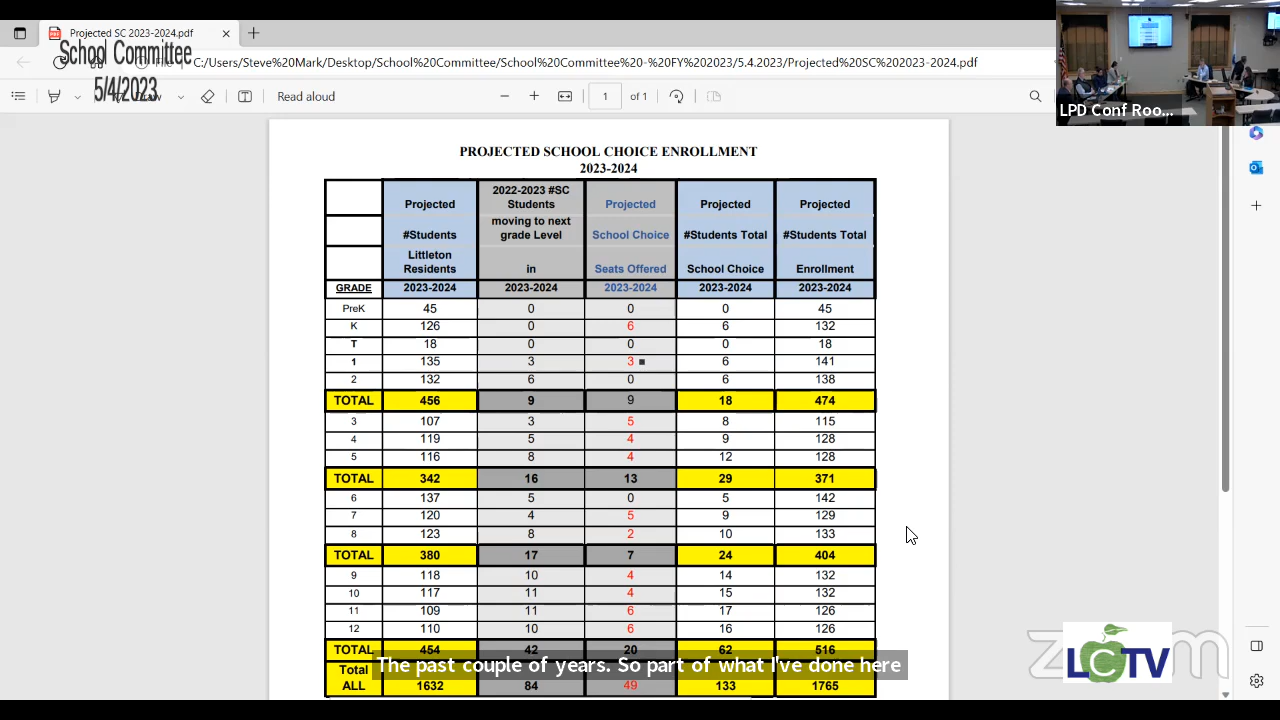 Projected SC 2023-2024.pdf
School Committee
5/4/2023
C:/Users/Steve%20Mark/Desktop/School%20Committee/School%20Committee%20-%20FY%202023/5.4.2023/Projected%20SC%202023-2024.pdf
Read aloud
1 of 1
LPD Conf Roo...
PROJECTED SCHOOL CHOICE ENROLLMENT
2023-2024
Projected 2022-2023 #SC Students Projected Projected Projected
#Students moving to next grade Level School Choice #Students Total #Students Total
Littleton Residents in Seats Offered School Choice Enrollment
GRADE 2023-2024 2023-2024 2023-2024 2023-2024 2023-2024
PreK 45 0 0 0 45
K 126 0 6 6 132
T 18 0 0 0 18
1 135 3 3 6 141
2 132 6 0 6 138
TOTAL 456 9 9 18 474
3 107 3 5 8 115
4 119 5 4 9 128
5 116 8 4 12 128
TOTAL 342 16 13 29 371
6 137 5 0 5 142
7 120 4 5 9 129
8 123 8 2 10 133
TOTAL 380 17 7 24 404
9 118 10 4 14 132
10 117 11 4 15 132
11 109 11 6 17 126
12 110 10 6 16 126
TOTAL 454 42 20 62 516
The past couple of years. So part of what I've done here
Total ALL 1632 84 49 133 1765
zoom
LCTV